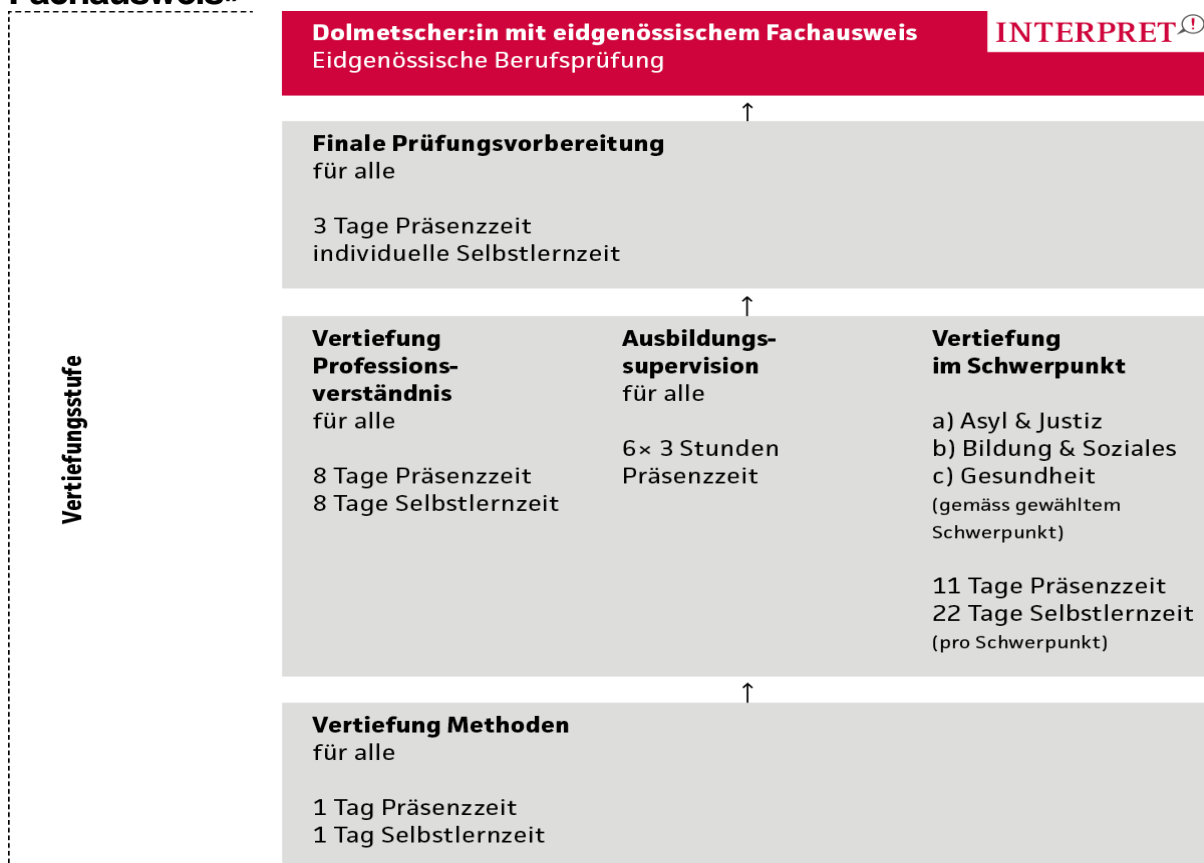 Fachausweis»
Dolmetscher:in mit eidgenössischem Fachausweis
Eidgenössische Berufsprüfung
INTERPRET
↑
Finale Prüfungsvorbereitung
für alle
3 Tage Präsenzzeit
individuelle Selbstlernzeit
↑
Vertiefungsstufe
Vertiefung
Professions-
verständnis
für alle
8 Tage Präsenzzeit
8 Tage Selbstlernzeit
Ausbildungs-
supervision
für alle
6× 3 Stunden
Präsenzzeit
Vertiefung
im Schwerpunkt
a) Asyl & Justiz
b) Bildung & Soziales
c) Gesundheit
(gemäss gewähltem
Schwerpunkt)
11 Tage Präsenzzeit
22 Tage Selbstlernzeit
(pro Schwerpunkt)
↑
Vertiefung Methoden
für alle
1 Tag Präsenzzeit
1 Tag Selbstlernzeit